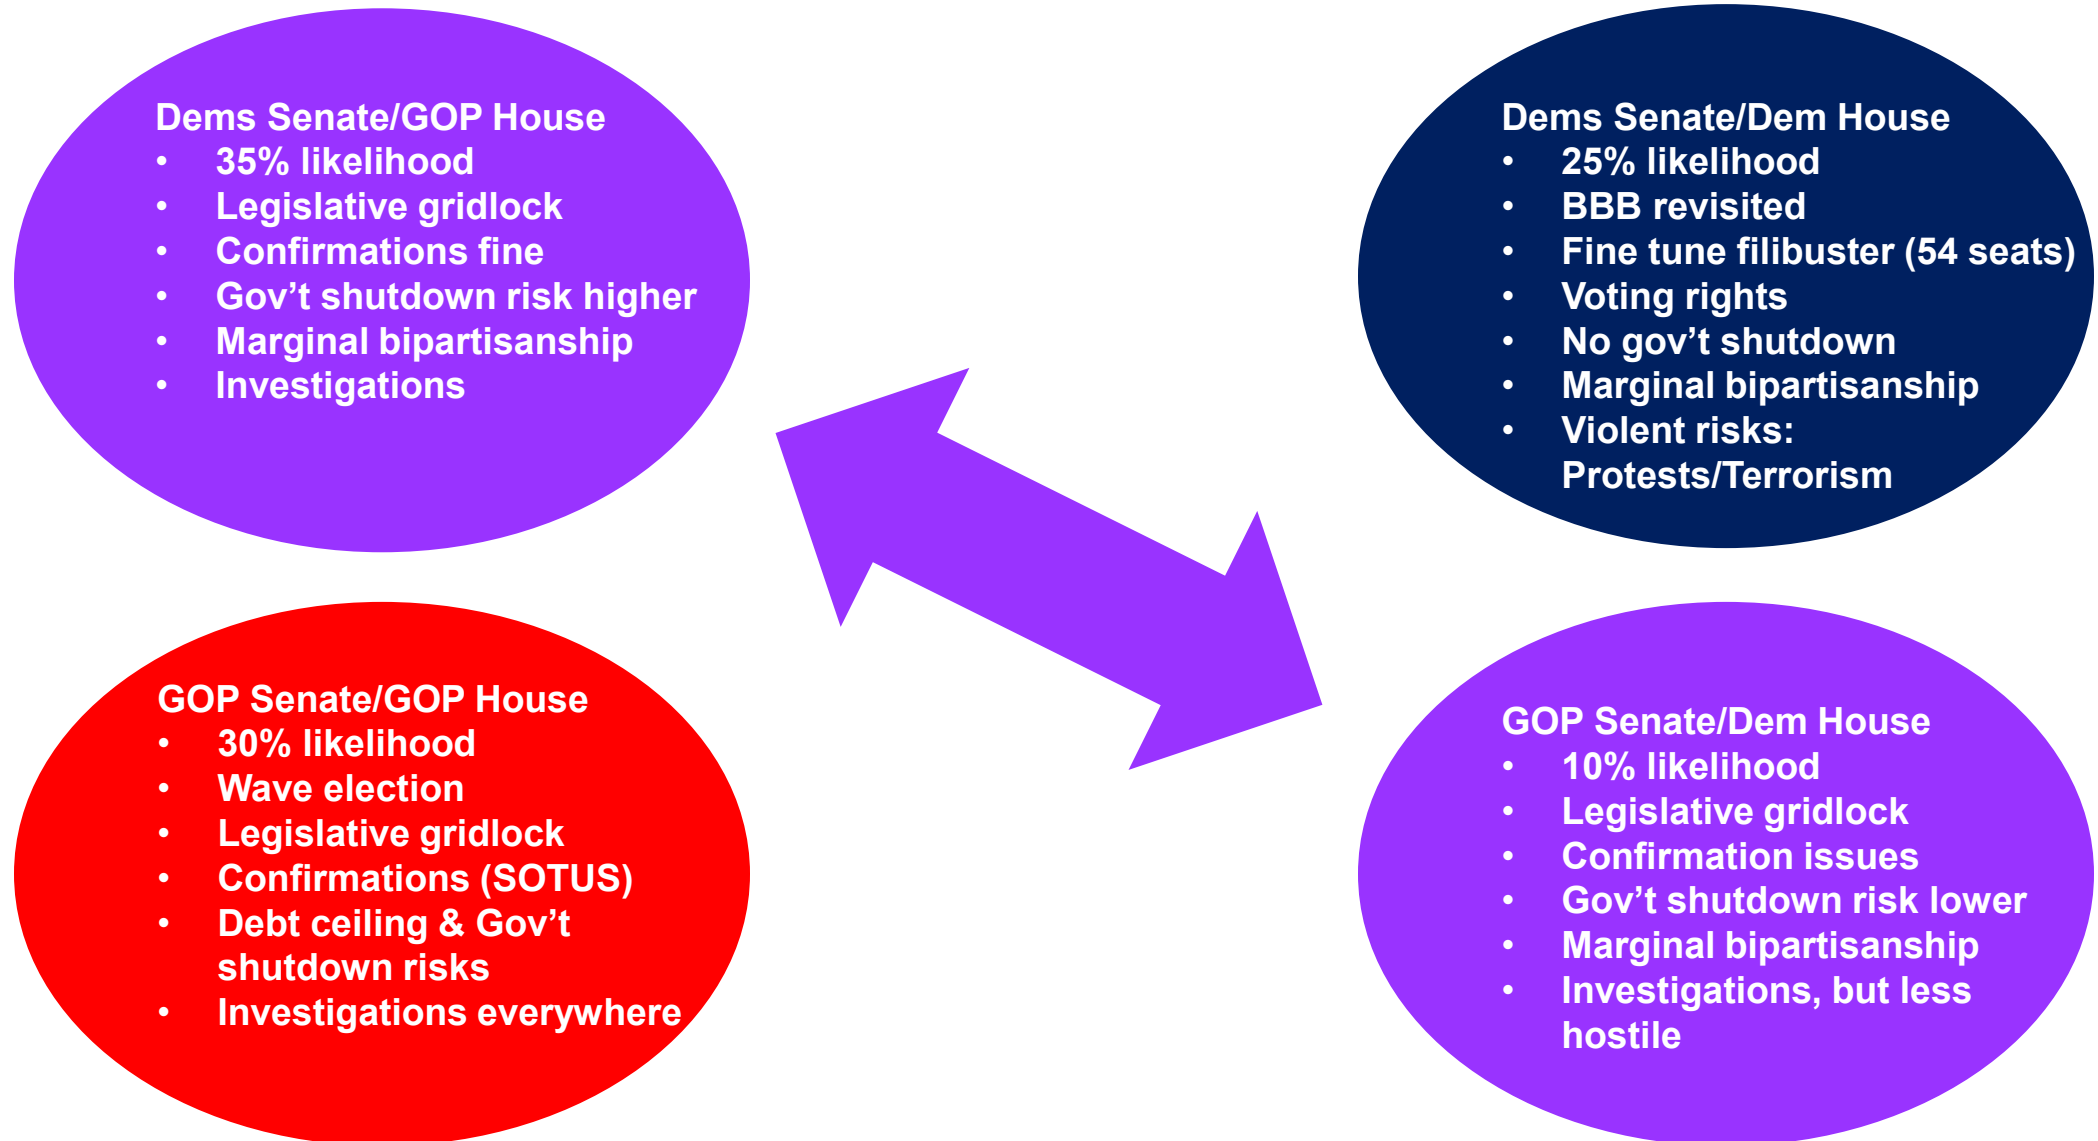 Dems Senate/GOP House
• 35% likelihood
• Legislative gridlock
• Confirmations fine
• Gov’t shutdown risk higher
• Marginal bipartisanship
• Investigations
Dems Senate/Dem House
• 25% likelihood
• BBB revisited
• Fine tune filibuster (54 seats)
• Voting rights
• No gov’t shutdown
• Marginal bipartisanship
• Violent risks:
Protests/Terrorism
GOP Senate/GOP House
• 30% likelihood
• Wave election
• Legislative gridlock
• Confirmations (SOTUS)
• Debt ceiling & Gov’t
shutdown risks
• Investigations everywhere
GOP Senate/Dem House
• 10% likelihood
• Legislative gridlock
• Confirmation issues
• Gov’t shutdown risk lower
• Marginal bipartisanship
• Investigations, but less
hostile